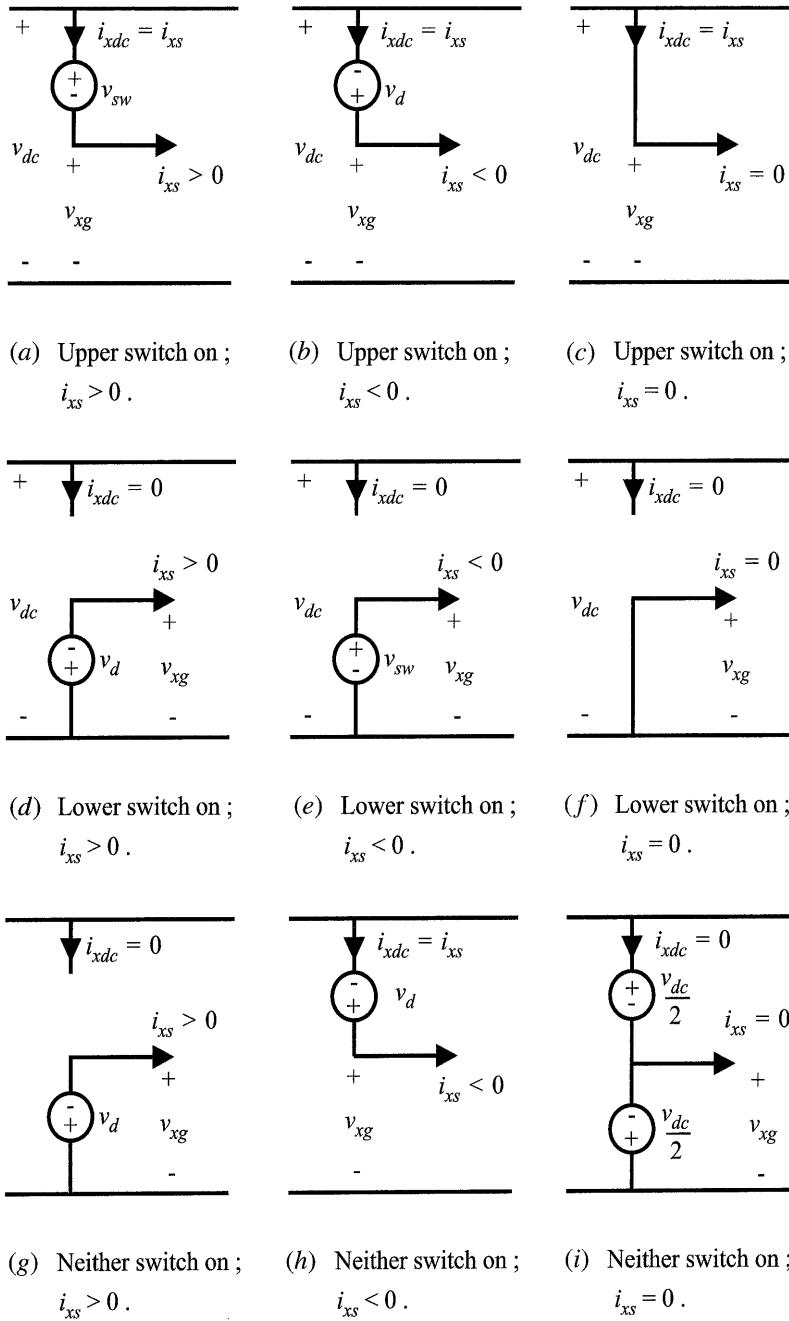 + i_xdc = i_xs + i_xdc = i_xs + i_xdc = i_xs
+ - v_sw - + v_d
v_dc + i_xs > 0 v_dc + i_xs < 0 v_dc + i_xs = 0
v_xg v_xg v_xg
- - - - - -
(a) Upper switch on ; (b) Upper switch on ; (c) Upper switch on ;
i_xs > 0 . i_xs < 0 . i_xs = 0 .
+ i_xdc = 0 + i_xdc = 0 + i_xdc = 0
i_xs > 0 i_xs < 0 i_xs = 0
v_dc + v_dc + v_dc +
- + v_d v_xg + - v_sw v_xg v_xg
- - - - - -
(d) Lower switch on ; (e) Lower switch on ; (f) Lower switch on ;
i_xs > 0 . i_xs < 0 . i_xs = 0 .
i_xdc = 0 i_xdc = i_xs i_xdc = 0
- + v_d + - v_dc/2
i_xs > 0 i_xs < 0 i_xs = 0
+ + +
- + v_d v_xg v_xg - + v_dc/2 v_xg
- - -
(g) Neither switch on ; (h) Neither switch on ; (i) Neither switch on ;
i_xs > 0 . i_xs < 0 . i_xs = 0 .